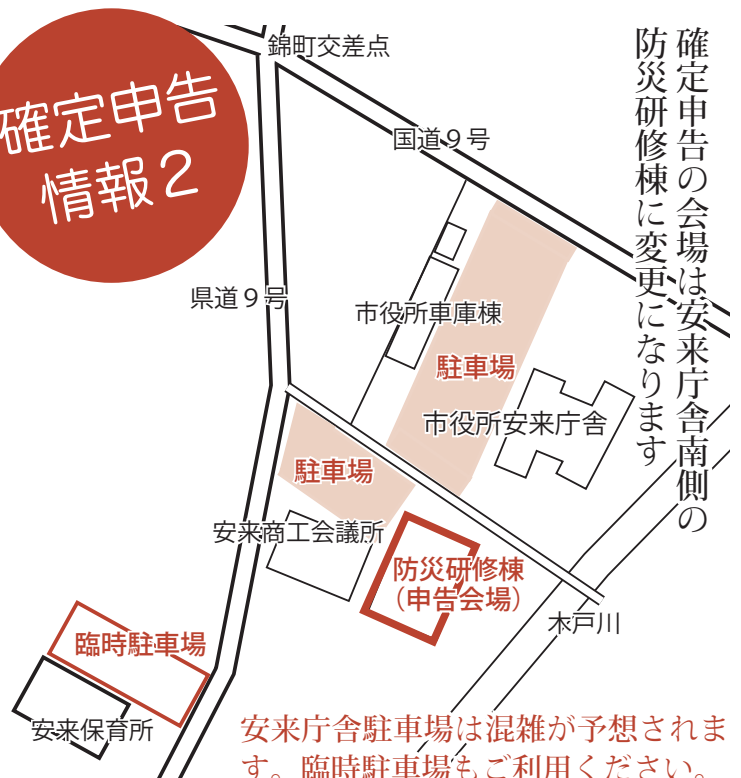 確定申告
情報２
確定申告の会場は安来庁舎南側の
防災研修棟に変更になります
錦町交差点
国道９号
県道９号
市役所車庫棟
駐車場
市役所安来庁舎
駐車場
安来商工会議所
防災研修棟
（申告会場）
木戸川
臨時駐車場
安来保育所
安来庁舎駐車場は混雑が予想されま
す。臨時駐車場もご利用ください。